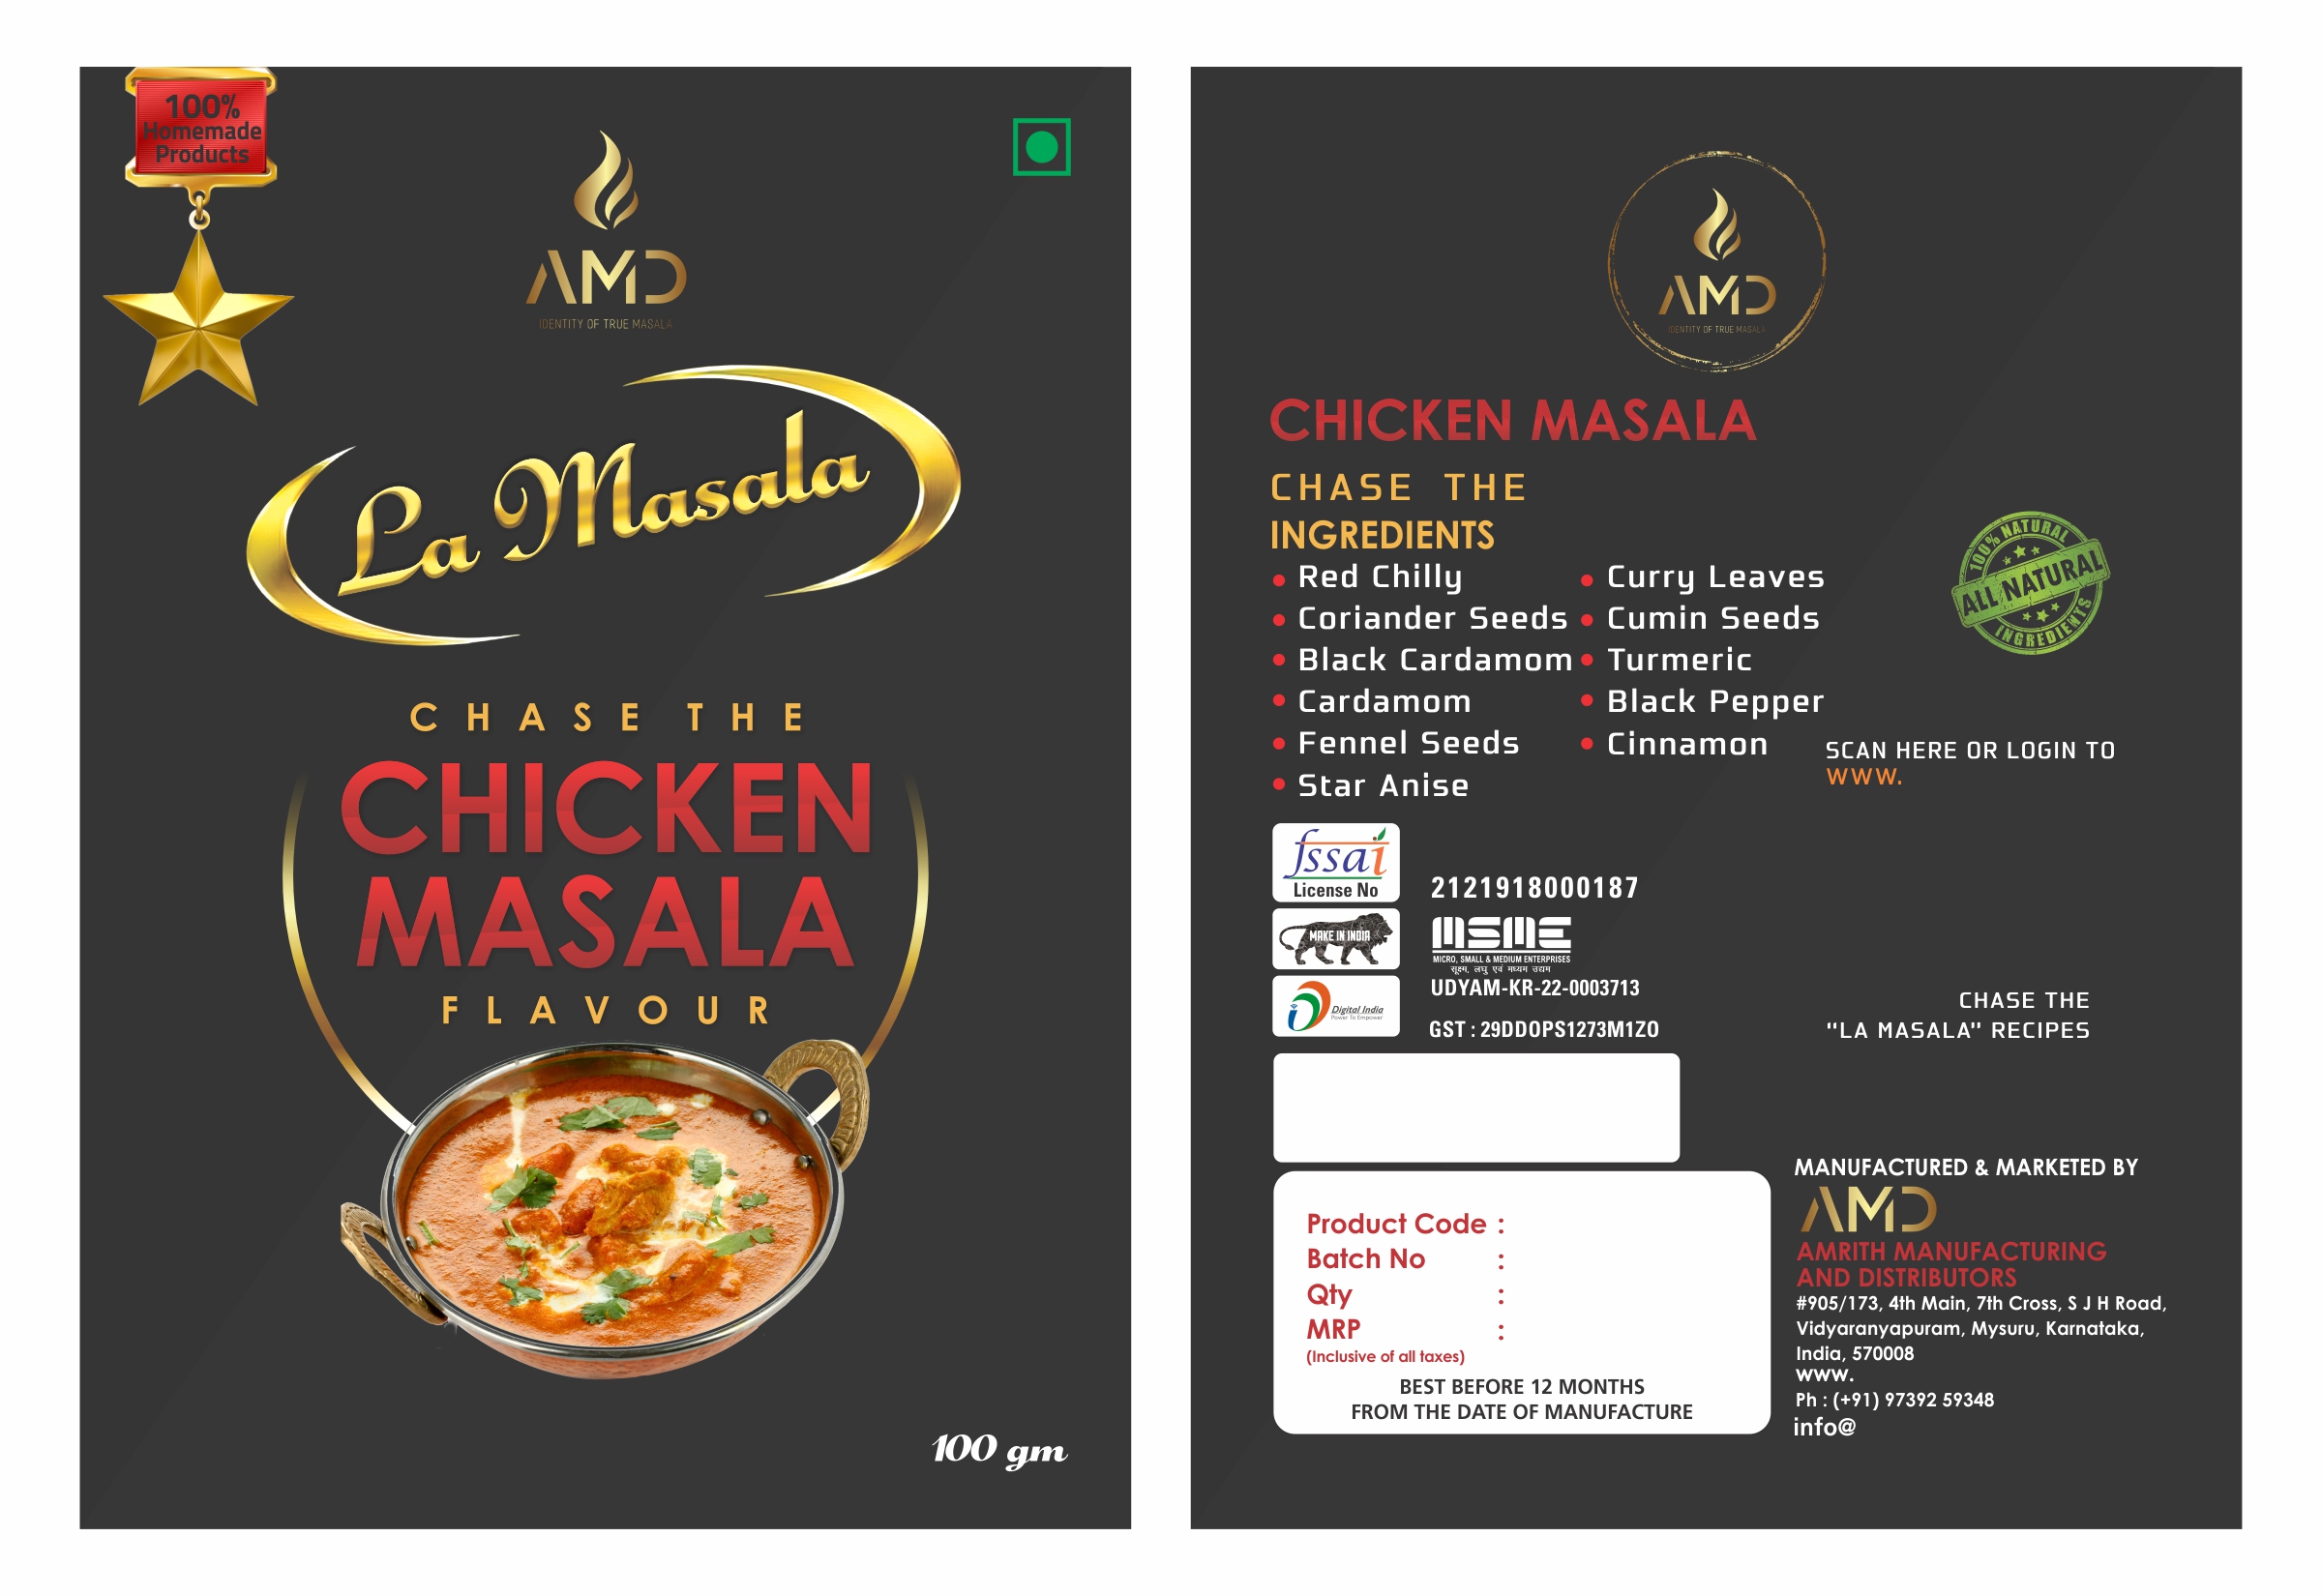 100%
Homemade
Products
AMD
IDENTITY OF TRUE MASALA
La Masala
CHASE THE
CHICKEN
MASALA
FLAVOUR
100 gm
AMD
IDENTITY OF TRUE MASALA
CHICKEN MASALA
CHASE THE
INGREDIENTS
Red Chilly
Coriander Seeds
Black Cardamom
Cardamom
Fennel Seeds
Star Anise
Curry Leaves
Cumin Seeds
Turmeric
Black Pepper
Cinnamon
100% NATURAL
ALL NATURAL
INGREDIENTS
SCAN HERE OR LOGIN TO
WWW.
fssai
License No
2121918000187
MAKE IN INDIA
MSME
MICRO, SMALL & MEDIUM ENTERPRISES
सूक्ष्म, लघु एवं मध्यम उद्यम
Digital India
Power To Empower
UDYAM-KR-22-0003713
GST : 29DDOPS1273M1ZO
CHASE THE
"LA MASALA" RECIPES
Product Code :
Batch No :
Qty :
MRP :
(Inclusive of all taxes)
BEST BEFORE 12 MONTHS
FROM THE DATE OF MANUFACTURE
MANUFACTURED & MARKETED BY
AMD
AMRITH MANUFACTURING
AND DISTRIBUTORS
#905/173, 4th Main, 7th Cross, S J H Road,
Vidyaranyapuram, Mysuru, Karnataka,
India, 570008
www.
Ph : (+91) 97392 59348
info@